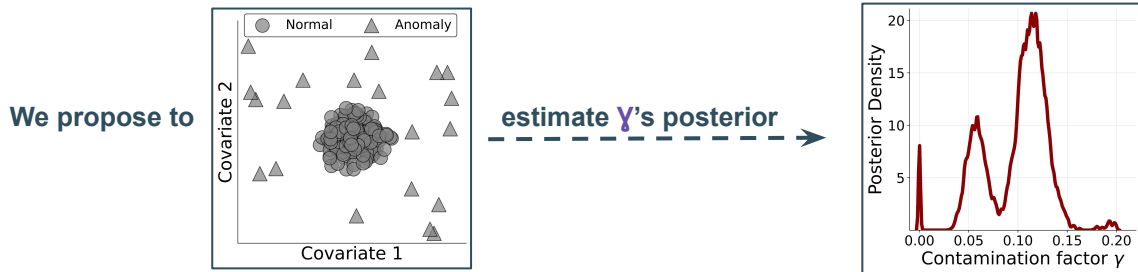 We propose to
Normal
Anomaly
Covariate 2
Covariate 1
estimate γ's posterior
Posterior Density
20
15
10
5
0.00 0.05 0.10 0.15 0.20
Contamination factor γ